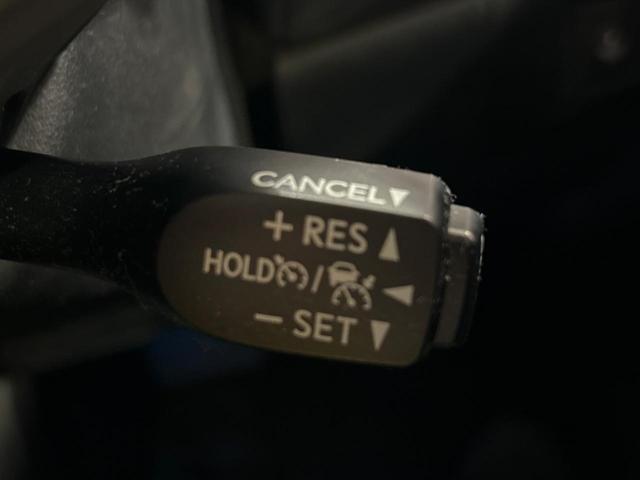 CANCEL▼
+ RES ▲
HOLD / ◀
− SET ▼